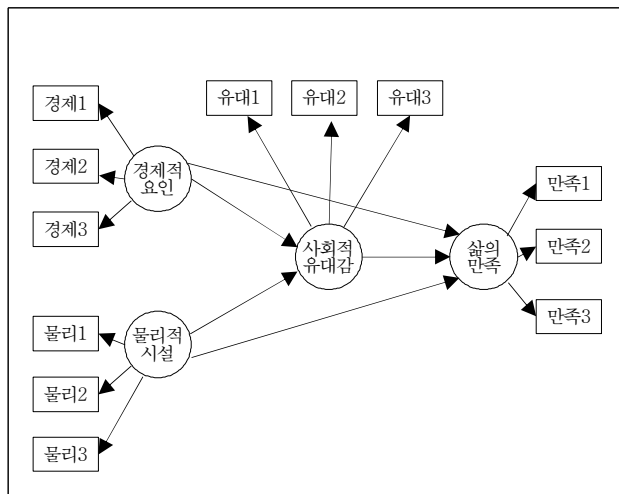 유대1
유대2
유대3
경제1
경제2
경제3
경제적
요인
만족1
만족2
만족3
사회적
유대감
삶의
만족
물리1
물리2
물리3
물리적
시설